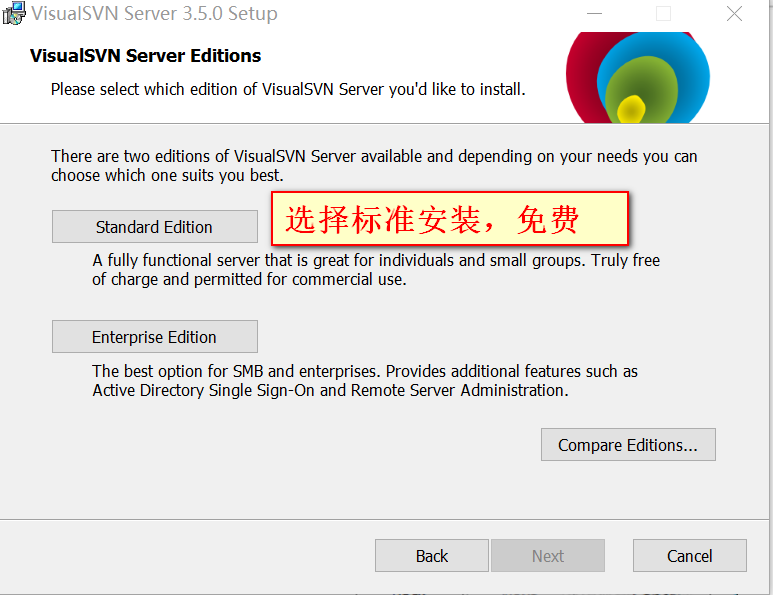 VisualSVN Server 3.5.0 Setup
VisualSVN Server Editions
Please select which edition of VisualSVN Server you'd like to install.
There are two editions of VisualSVN Server available and depending on your needs you can
choose which one suits you best.
Standard Edition
选择标准安装，免费
A fully functional server that is great for individuals and small groups. Truly free
of charge and permitted for commercial use.
Enterprise Edition
The best option for SMB and enterprises. Provides additional features such as
Active Directory Single Sign-On and Remote Server Administration.
Compare Editions...
Back
Next
Cancel